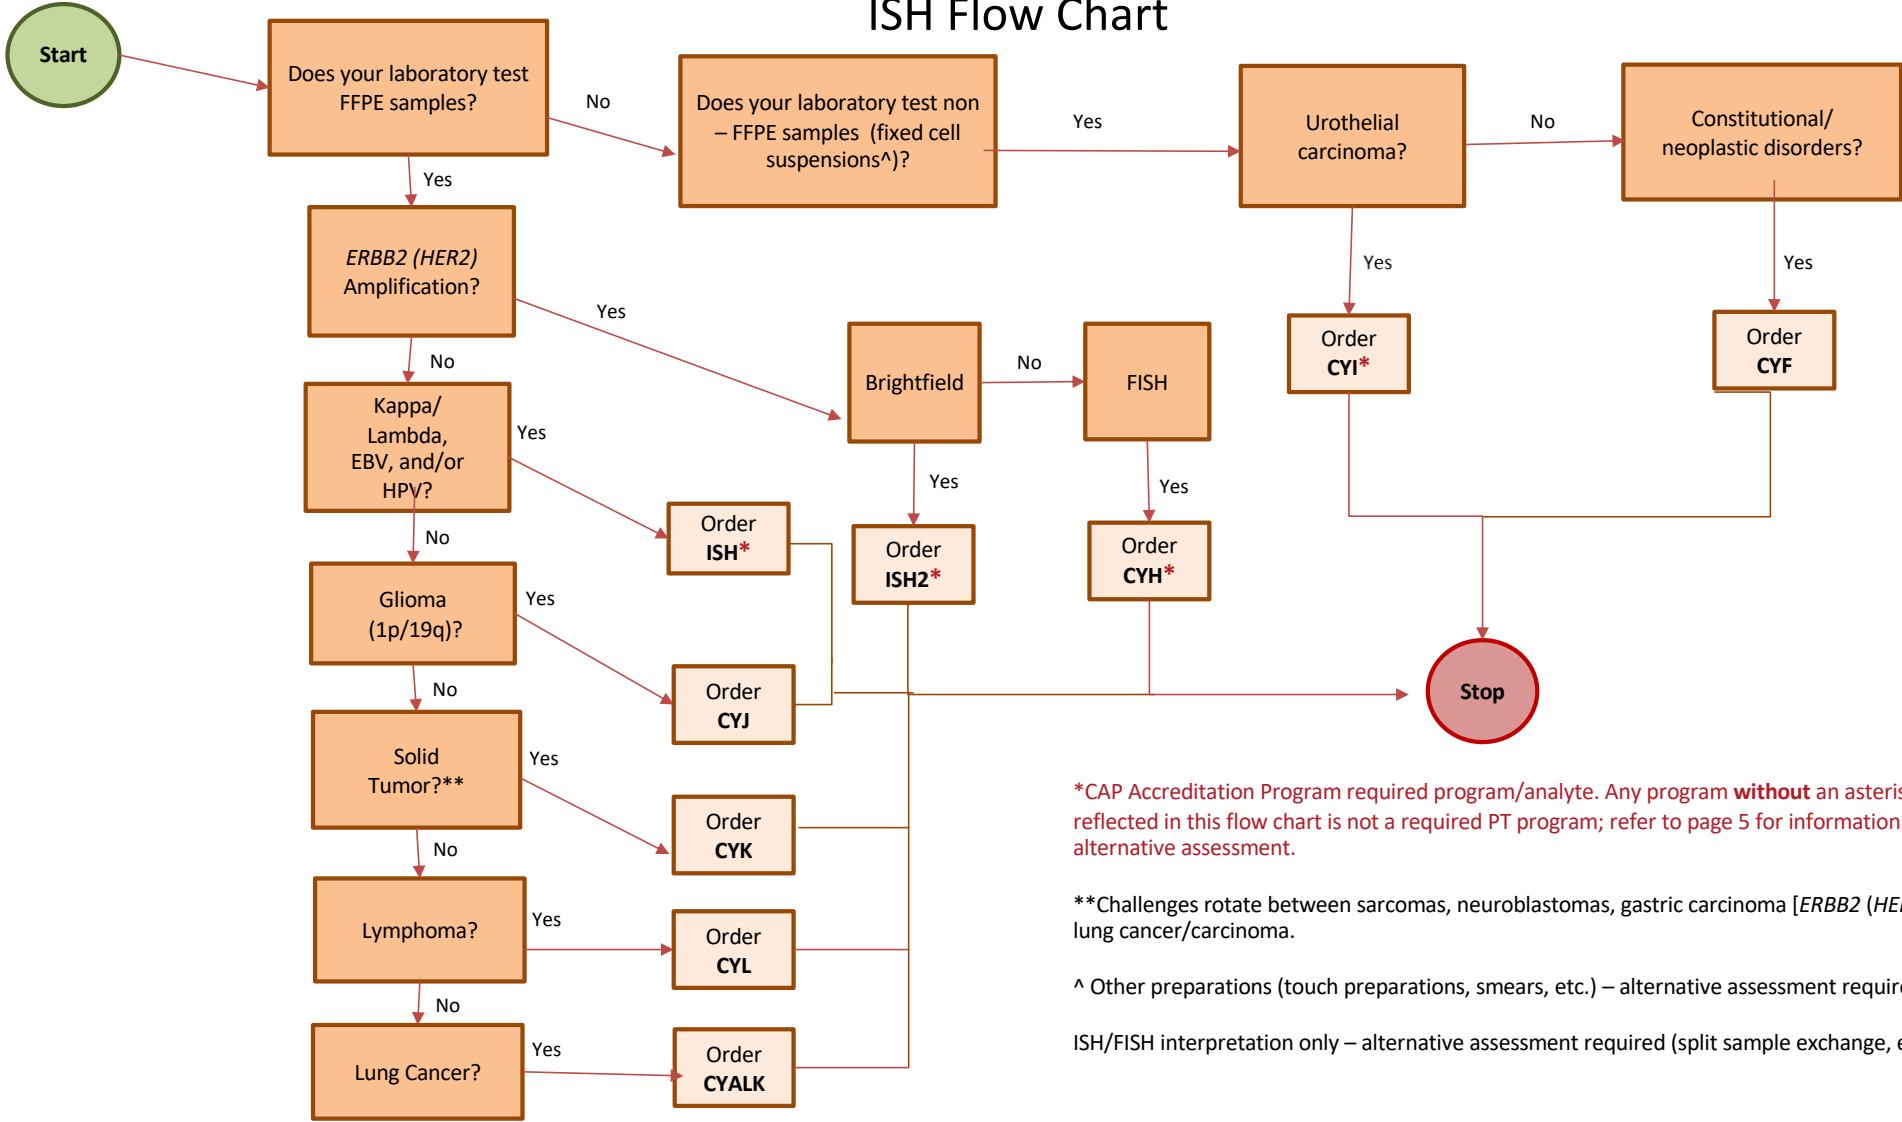 ISH Flow Chart
Start
Does your laboratory test
FFPE samples?
No
Does your laboratory test non
– FFPE samples (fixed cell
suspensions^)?
Yes
Urothelial
carcinoma?
No
Constitutional/
neoplastic disorders?
Yes
ERBB2 (HER2)
Amplification?
Yes
Yes
Yes
No
Brightfield
No
FISH
Order
CYI*
Order
CYF
Kappa/
Lambda,
EBV, and/or
HPV?
Yes
Yes
Yes
No
Order
ISH*
Order
ISH2*
Order
CYH*
Glioma
(1p/19q)?
Yes
No
Order
CYJ
Stop
Solid
Tumor?**
Yes
No
Order
CYK
Lymphoma?
Yes
No
Order
CYL
Lung Cancer?
Yes
Order
CYALK
*CAP Accreditation Program required program/analyte. Any program without an
reflected in this flow chart is not a required PT program; refer to page 5 for information
alternative assessment.
**Challenges rotate between sarcomas, neuroblastomas, gastric carcinoma [ERBB2
lung cancer/carcinoma.
^ Other preparations (touch preparations, smears, etc.) – alternative assessment
ISH/FISH interpretation only – alternative assessment required (split sample exchange,